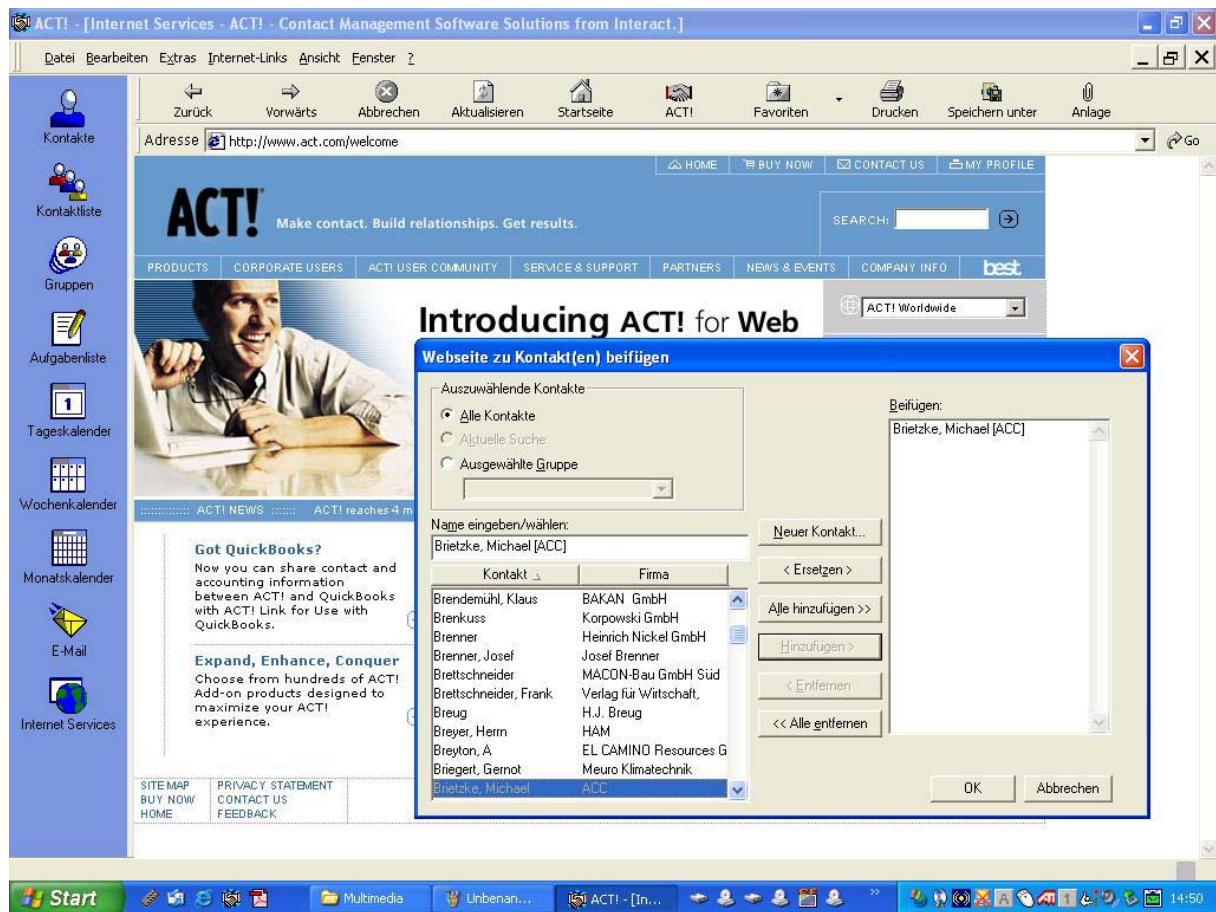 ACT! - [Internet Services - ACT! - Contact Management Software Solutions from Interact.]
Datei Bearbeiten Extras Internet-Links Ansicht Fenster ?
Zurück Vorwärts Abbrechen Aktualisieren Startseite ACT! Favoriten Drucken Speichern unter Anlage
Adresse http://www.act.com/welcome Go
Kontakte
Kontaktliste
Gruppen
Aufgabenliste
1
Tageskalender
Wochenkalender
Monatskalender
E-Mail
Internet Services
HOME BUY NOW CONTACT US MY PROFILE
ACT! Make contact. Build relationships. Get results.
SEARCH:
PRODUCTS CORPORATE USERS ACT! USER COMMUNITY SERVICE & SUPPORT PARTNERS NEWS & EVENTS COMPANY INFO best
Introducing ACT! for Web
ACT! Worldwide
ACT! NEWS ACT! reaches 4 m
Got QuickBooks?
Now you can share contact and
accounting information
between ACT! and QuickBooks
with ACT! Link for Use with
QuickBooks.
Expand, Enhance, Conquer
Choose from hundreds of ACT!
Add-on products designed to
maximize your ACT!
experience.
SITE MAP PRIVACY STATEMENT
BUY NOW CONTACT US
HOME FEEDBACK
Webseite zu Kontakt(en) beifügen
Auszuwählende Kontakte
Alle Kontakte
Aktuelle Suche
Ausgewählte Gruppe
Name eingeben/wählen:
Brietzke, Michael [ACC]
Kontakt Firma
Brendemühl, Klaus BAKAN GmbH
Brenkuss Korpowski GmbH
Brenner Heinrich Nickel GmbH
Brenner, Josef Josef Brenner
Brettschneider MACON-Bau GmbH Süd
Brettschneider, Frank Verlag für Wirtschaft,
Breug H.J. Breug
Breyer, Herrn HAM
Breyton, A EL CAMINO Resources G
Briegert, Gernot Meuro Klimatechnik
Brietzke, Michael ACC
Neuer Kontakt...
< Ersetzen >
Alle hinzufügen >>
Hinzufügen >
< Entfernen
<< Alle entfernen
Beifügen:
Brietzke, Michael [ACC]
OK Abbrechen
Start Multimedia Unbenan... ACT! - [In... » A 1 14:50